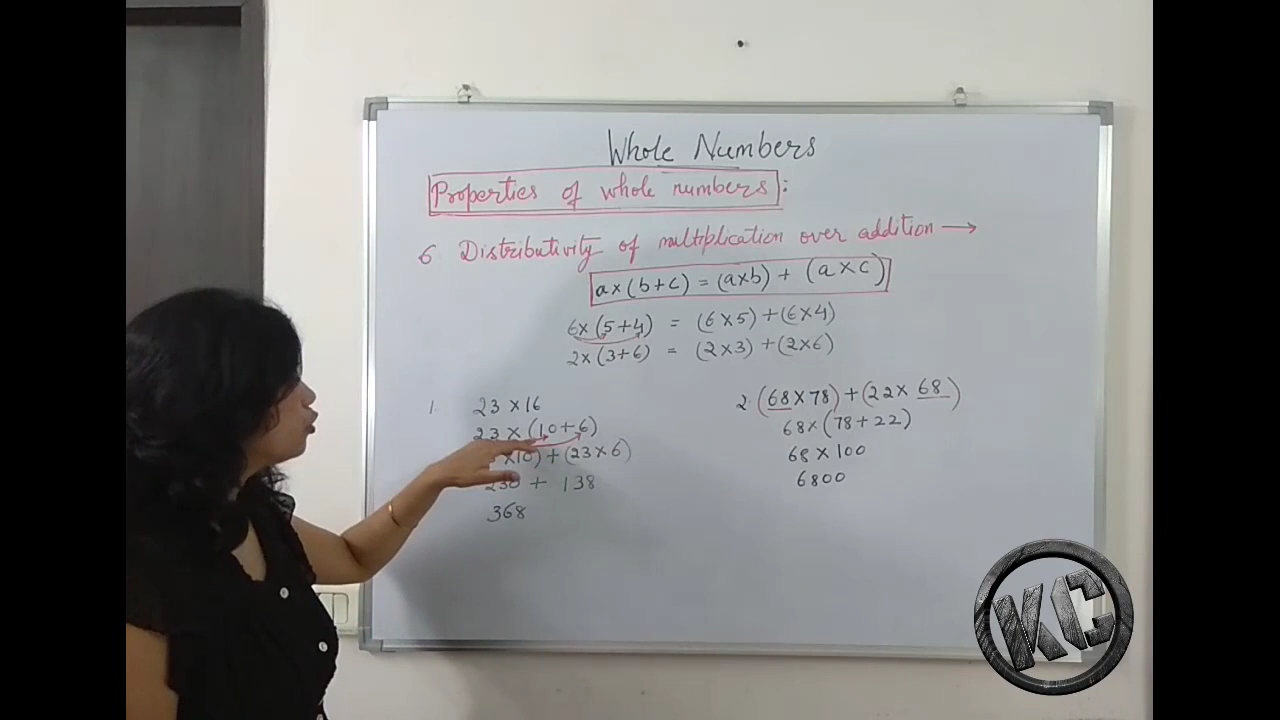 Whole Numbers
Properties of whole numbers:
6 Distributivity of multiplication over addition →
a×(b+c) = (a×b) + (a×c)
6×(5+4) = (6×5)+(6×4)
2×(3+6) = (2×3)+(2×6)
1. 23×16
23×(10+6)
×10)+(23×6)
230 + 138
368
2. (68×78)+(22×68)
68×(78+22)
68×100
6800
KC